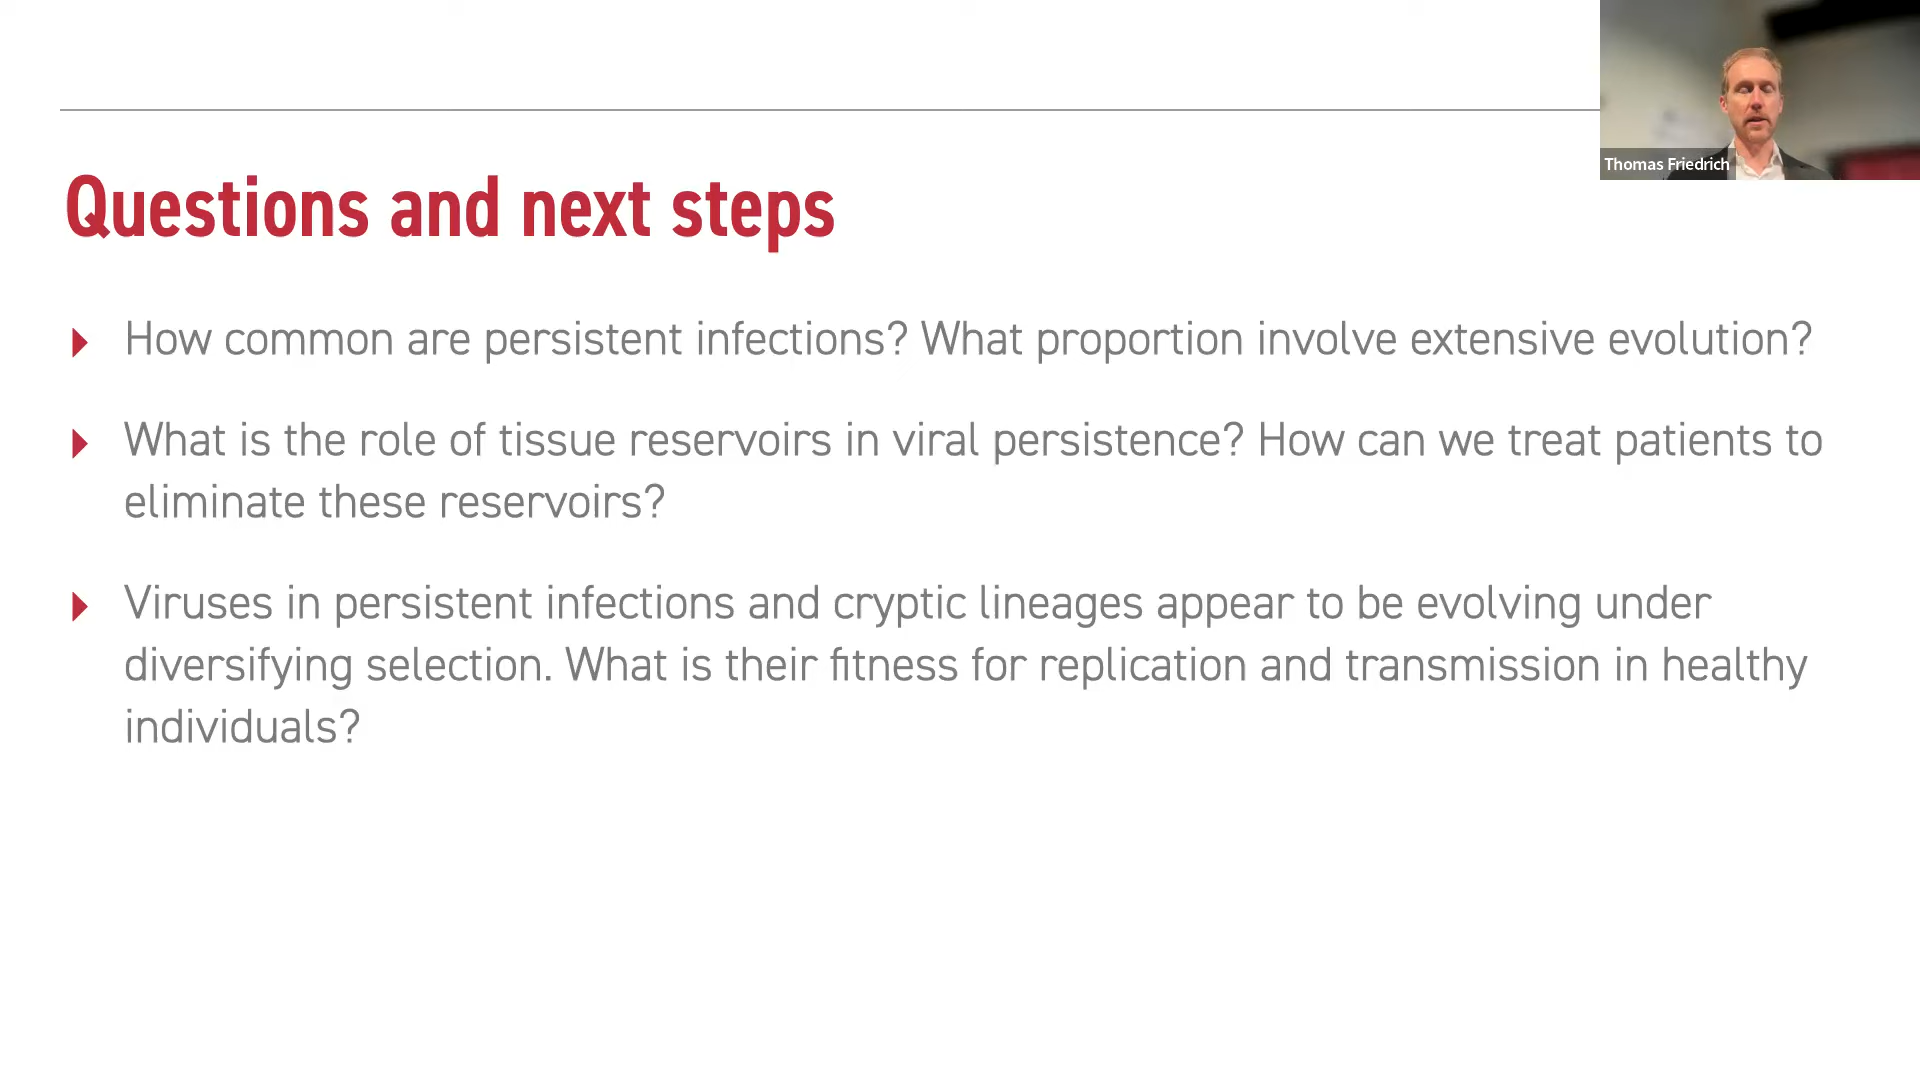 Thomas Friedrich
Questions and next steps
How common are persistent infections? What proportion involve extensive evolution?
What is the role of tissue reservoirs in viral persistence? How can we treat patients to
eliminate these reservoirs?
Viruses in persistent infections and cryptic lineages appear to be evolving under
diversifying selection. What is their fitness for replication and transmission in healthy
individuals?